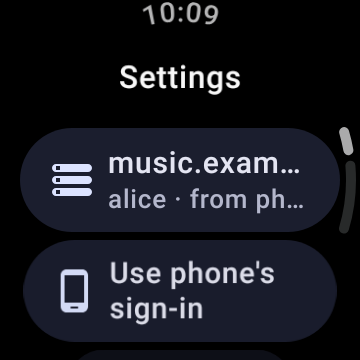 10:09
Settings
music.exam…
alice · from ph…
Use phone's
sign-in